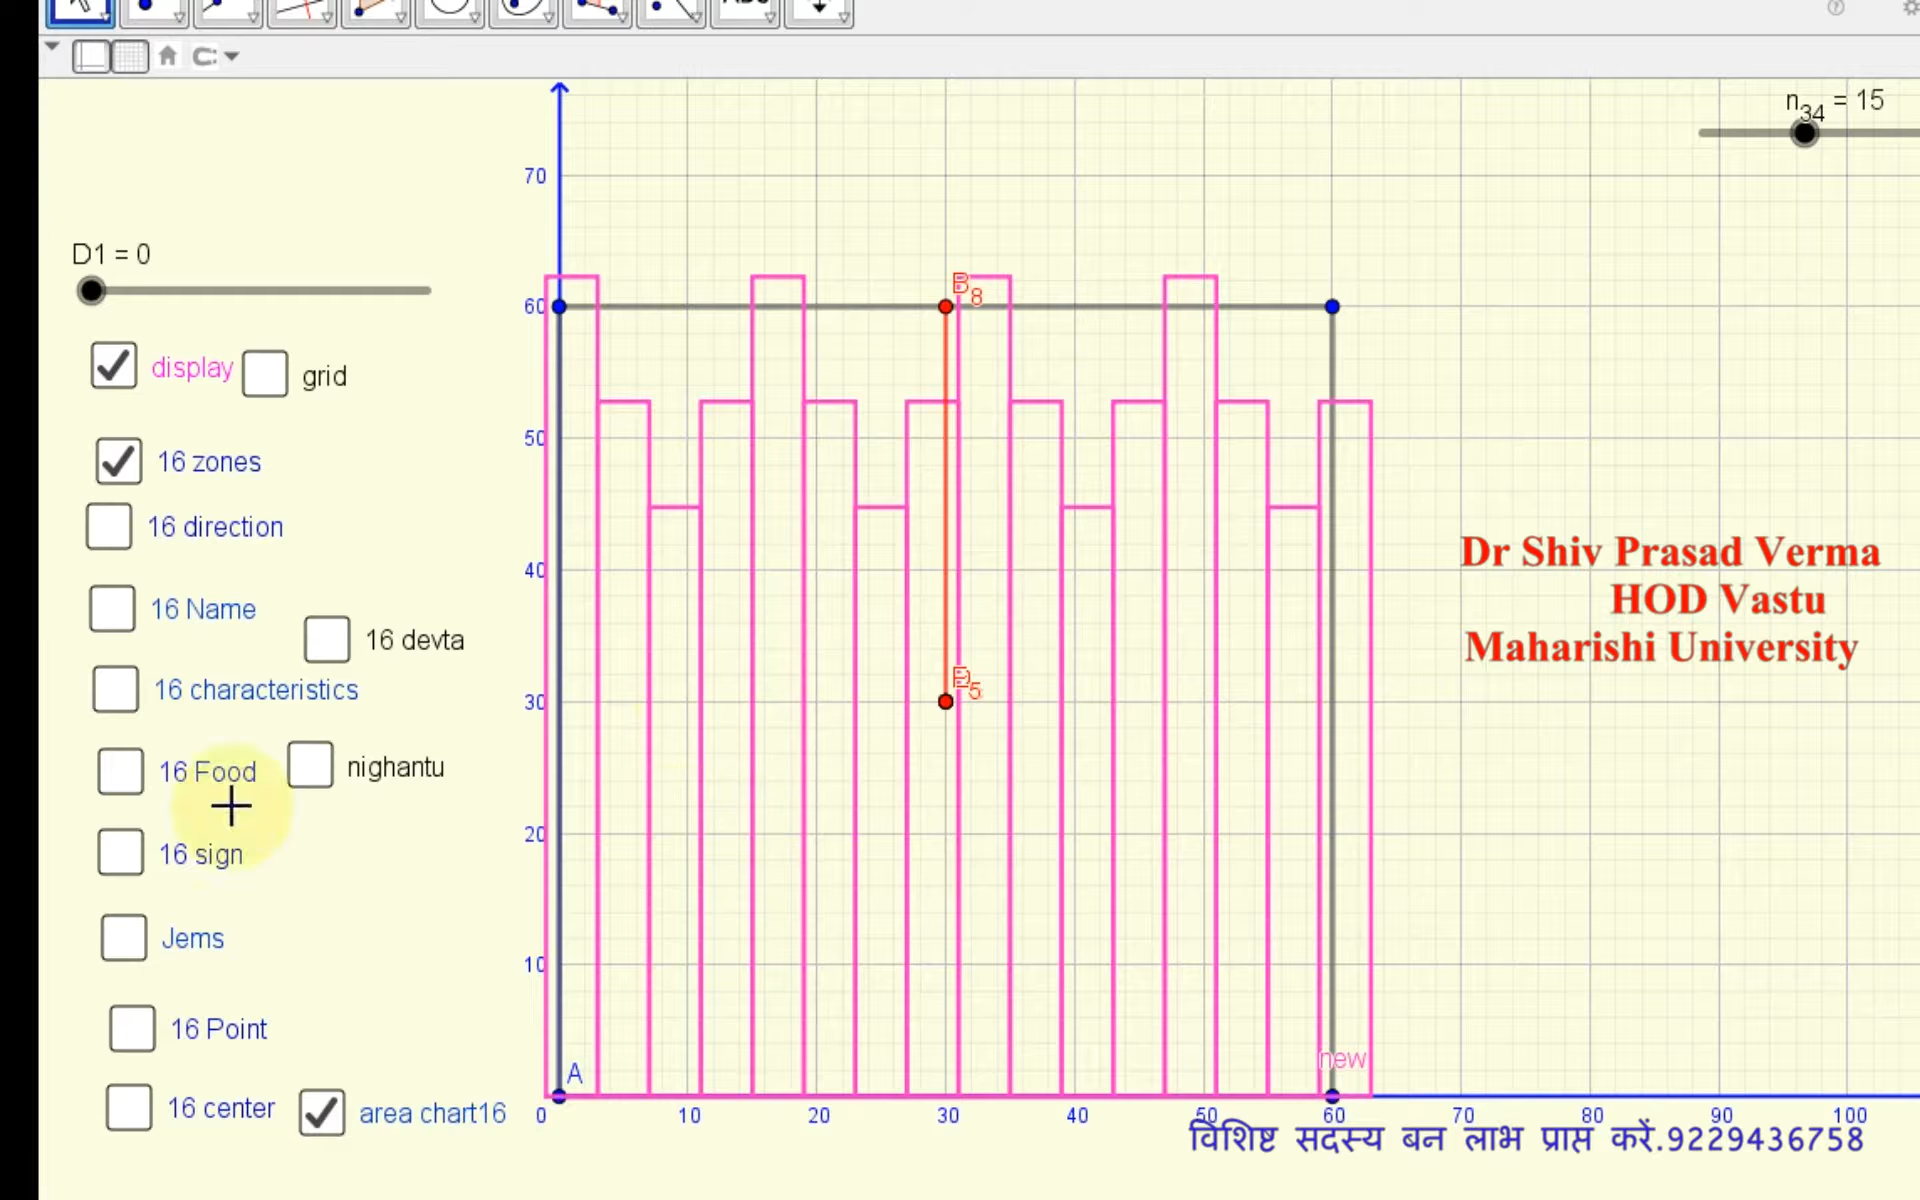 ABC
n34 = 15
70
D1 = 0
B8
60
display
grid
50
16 zones
16 direction
Dr Shiv Prasad Verma
40
HOD Vastu
16 Name
16 devta
Maharishi University
16 characteristics
5
30
16 Food
nighantu
20
16 sign
Jems
10
16 Point
new
A
16 center
area chart16
0 10 20 30 40 50 60 70 80 90 100
विशिष्ट सदस्य बन लाभ प्राप्त करें.9229436758